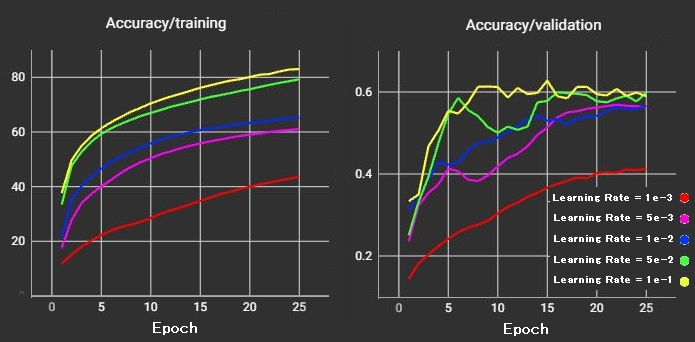 Accuracy/training
80
60
40
20
0
5
10
15
20
25
Epoch
Accuracy/validation
0.6
0.4
0.2
0
5
10
15
20
25
Epoch
Learning Rate = 1e-3
Learning Rate = 5e-3
Learning Rate = 1e-2
Learning Rate = 5e-2
Learning Rate = 1e-1